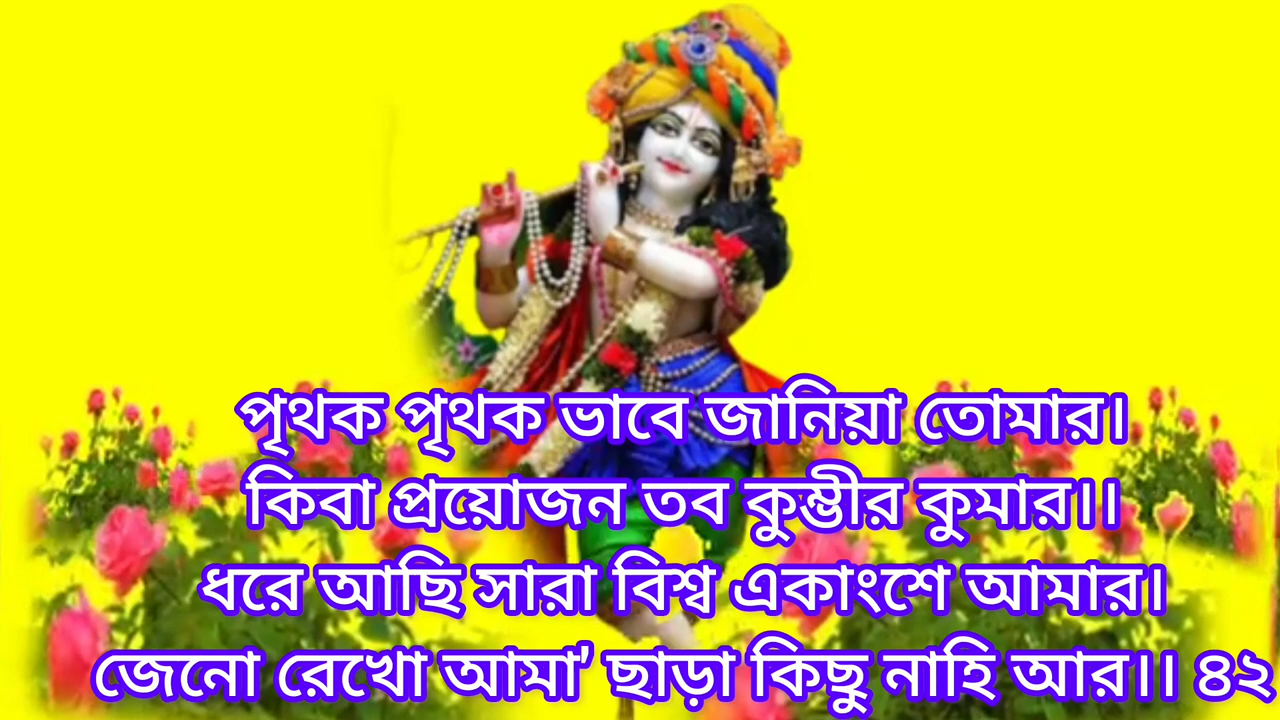 পৃথক পৃথক ভাবে জানিয়া তোমার।
কিবা প্রয়োজন তব কুম্ভীর কুমার।।
ধরে আছি সারা বিশ্ব একাংশে আমার।
জেনো রেখো আমা’ ছাড়া কিছু নাহি আর।। ৪২